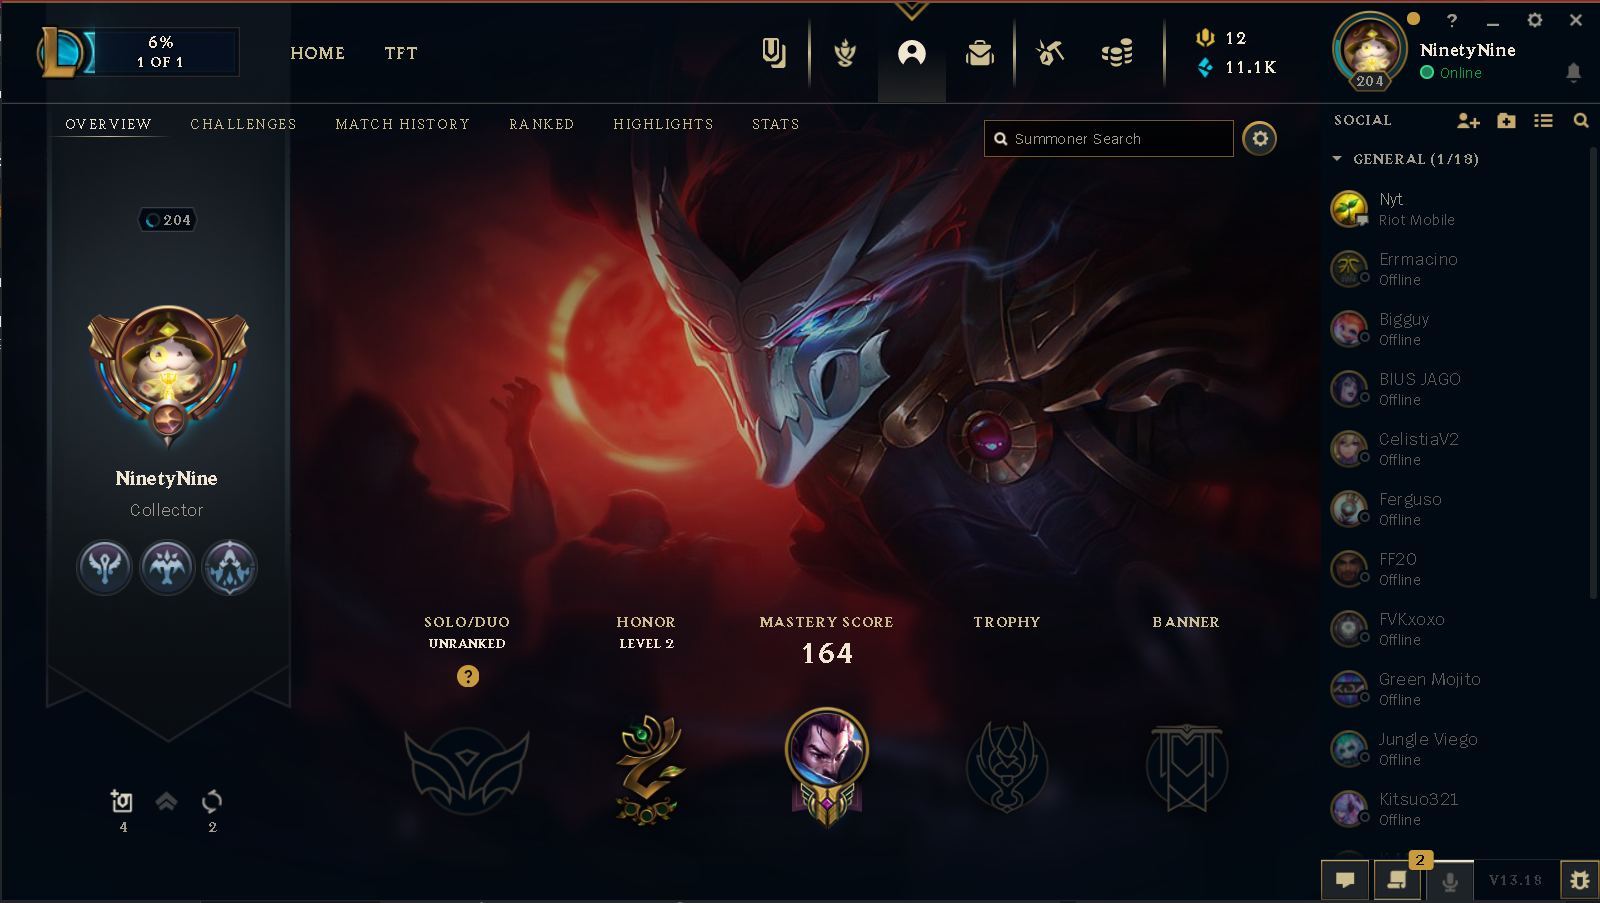 6%
1 OF 1
HOME
TFT
12
11.1K
204
NinetyNine
Online
OVERVIEW
CHALLENGES
MATCH HISTORY
RANKED
HIGHLIGHTS
STATS
Summoner Search
SOCIAL
GENERAL (1/18)
204
NinetyNine
Collector
4
2
SOLO/DUO
UNRANKED
?
HONOR
LEVEL 2
MASTERY SCORE
164
TROPHY
BANNER
Nyt
Riot Mobile
Errmacino
Offline
Bigguy
Offline
BIUS JAGO
Offline
CelistiaV2
Offline
Ferguso
Offline
FF20
Offline
FVKxoxo
Offline
Green Mojito
Offline
Jungle Viego
Offline
Kitsuo321
Offline
2
V13.18